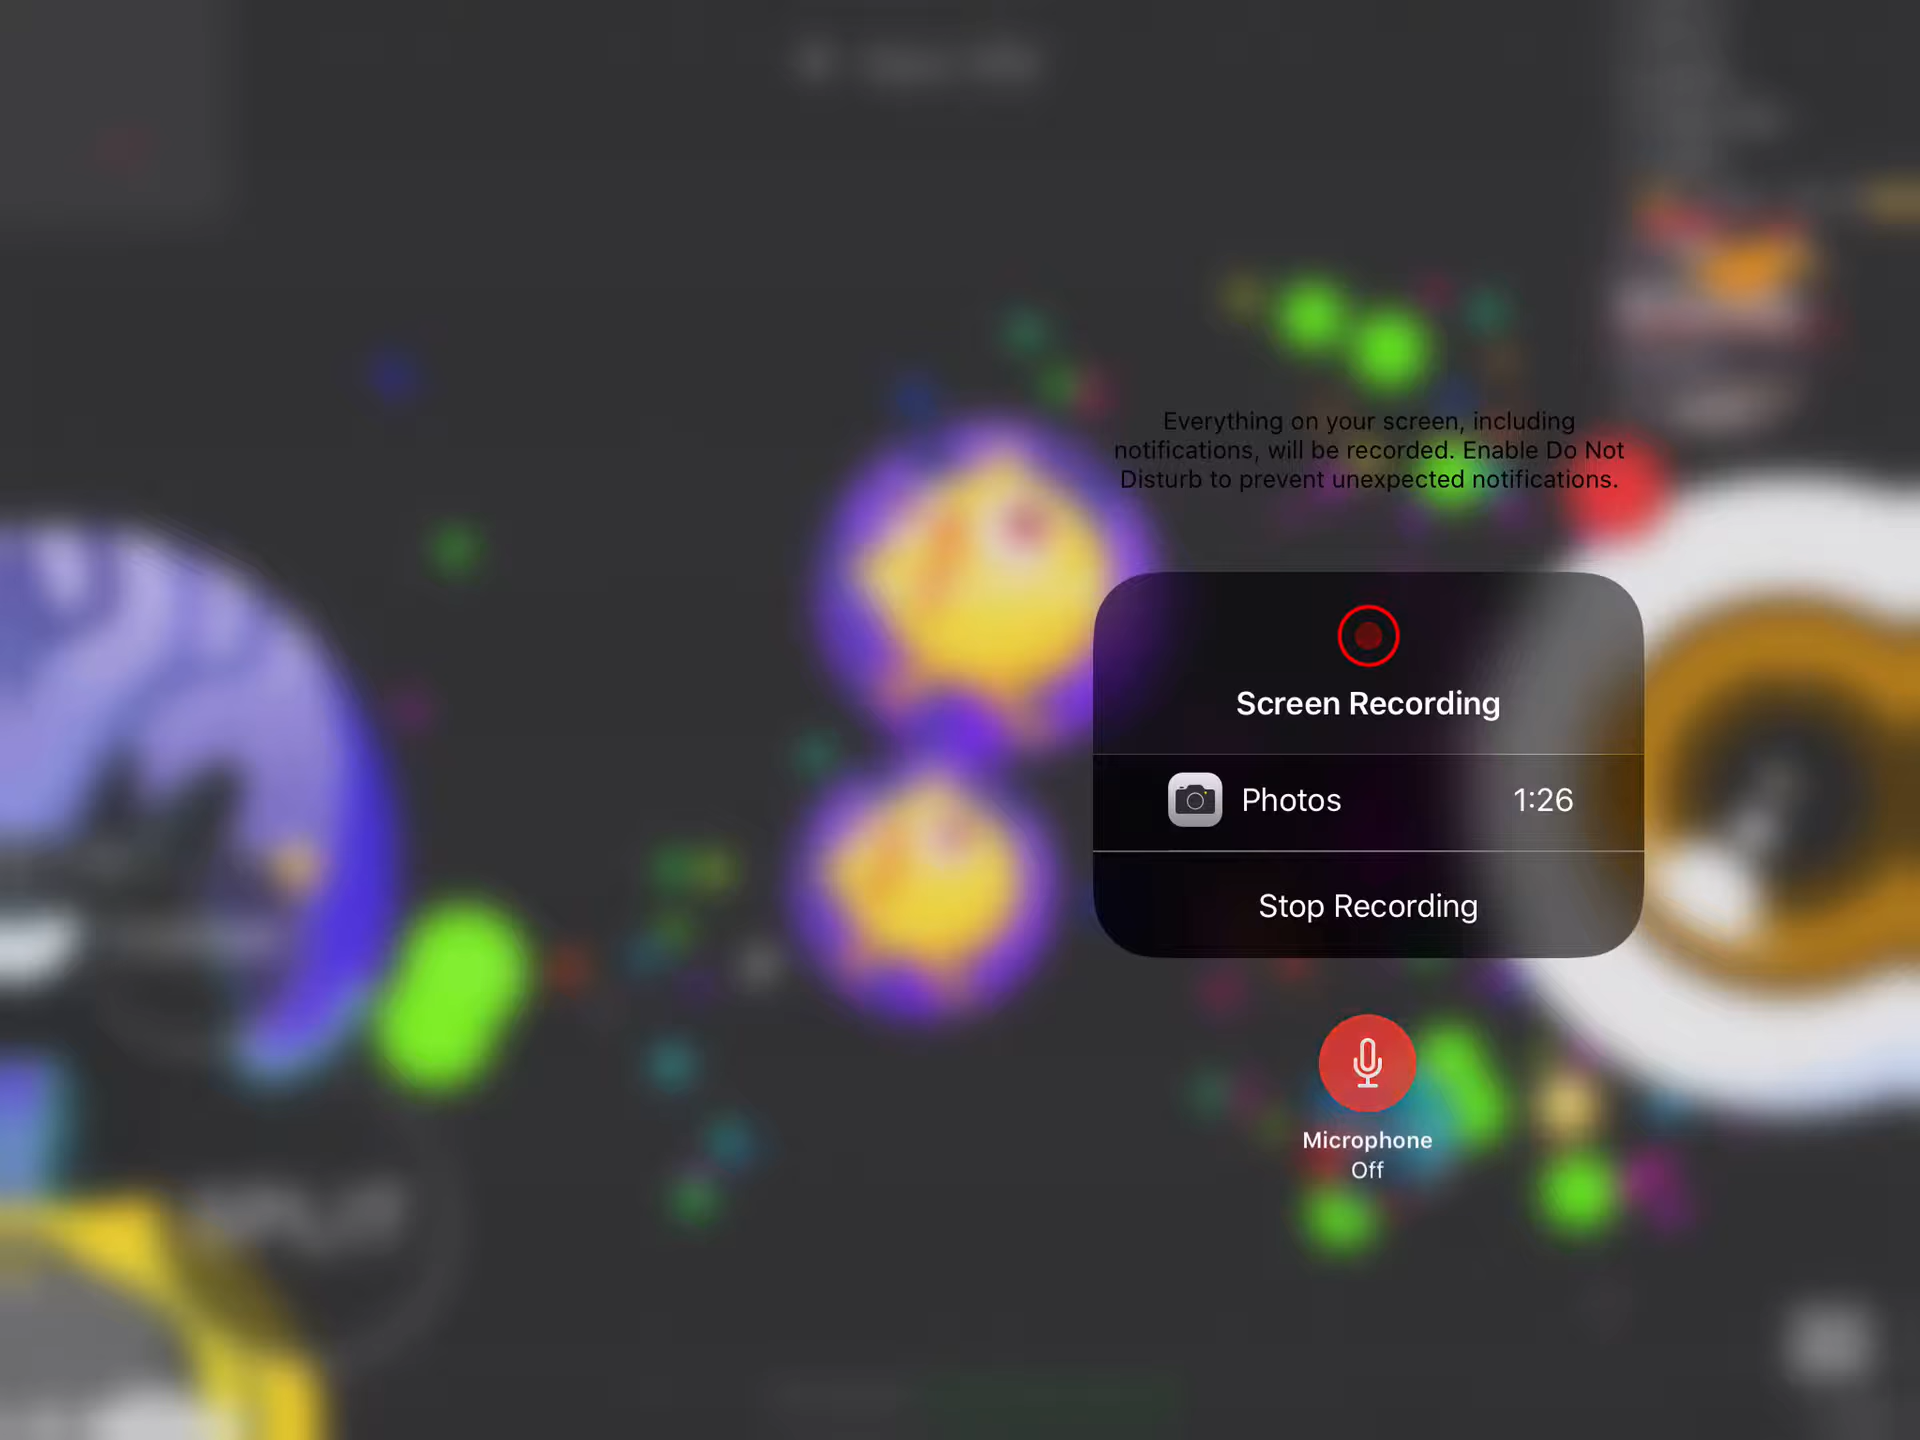 Everything on your screen, including
notifications, will be recorded. Enable Do Not
Disturb to prevent unexpected notifications.
Screen Recording
Photos 1:26
Stop Recording
Microphone
Off